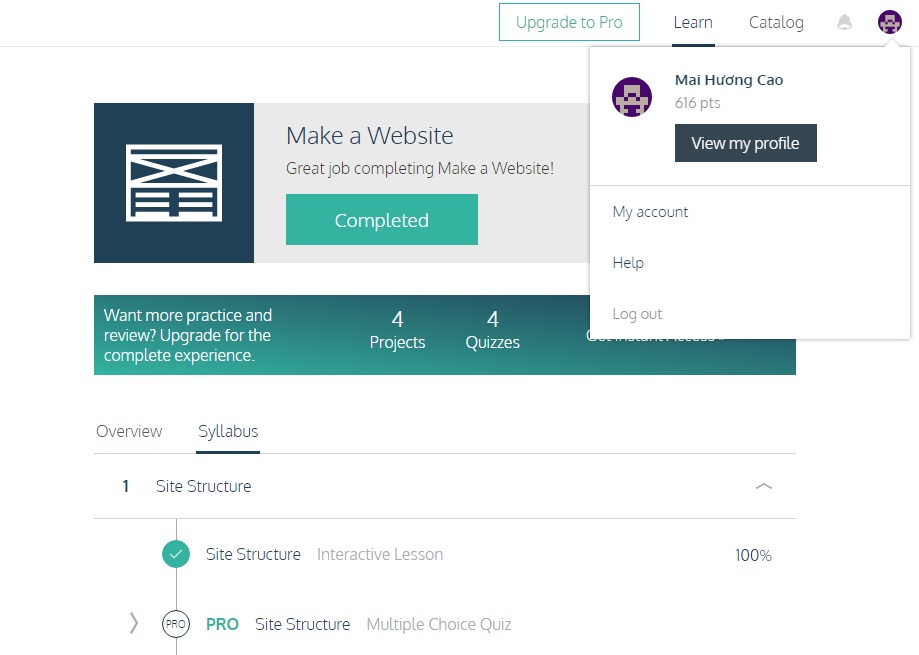 Upgrade to Pro
Learn
Catalog
Mai Hương Cao
616 pts
View my profile
My account
Help
Log out
Make a Website
Great job completing Make a Website!
Completed
Want more practice and
review? Upgrade for the
complete experience.
4
Projects
4
Quizzes
Get Instant Access
Overview
Syllabus
1 Site Structure
Site Structure Interactive Lesson 100%
PRO PRO Site Structure Multiple Choice Quiz